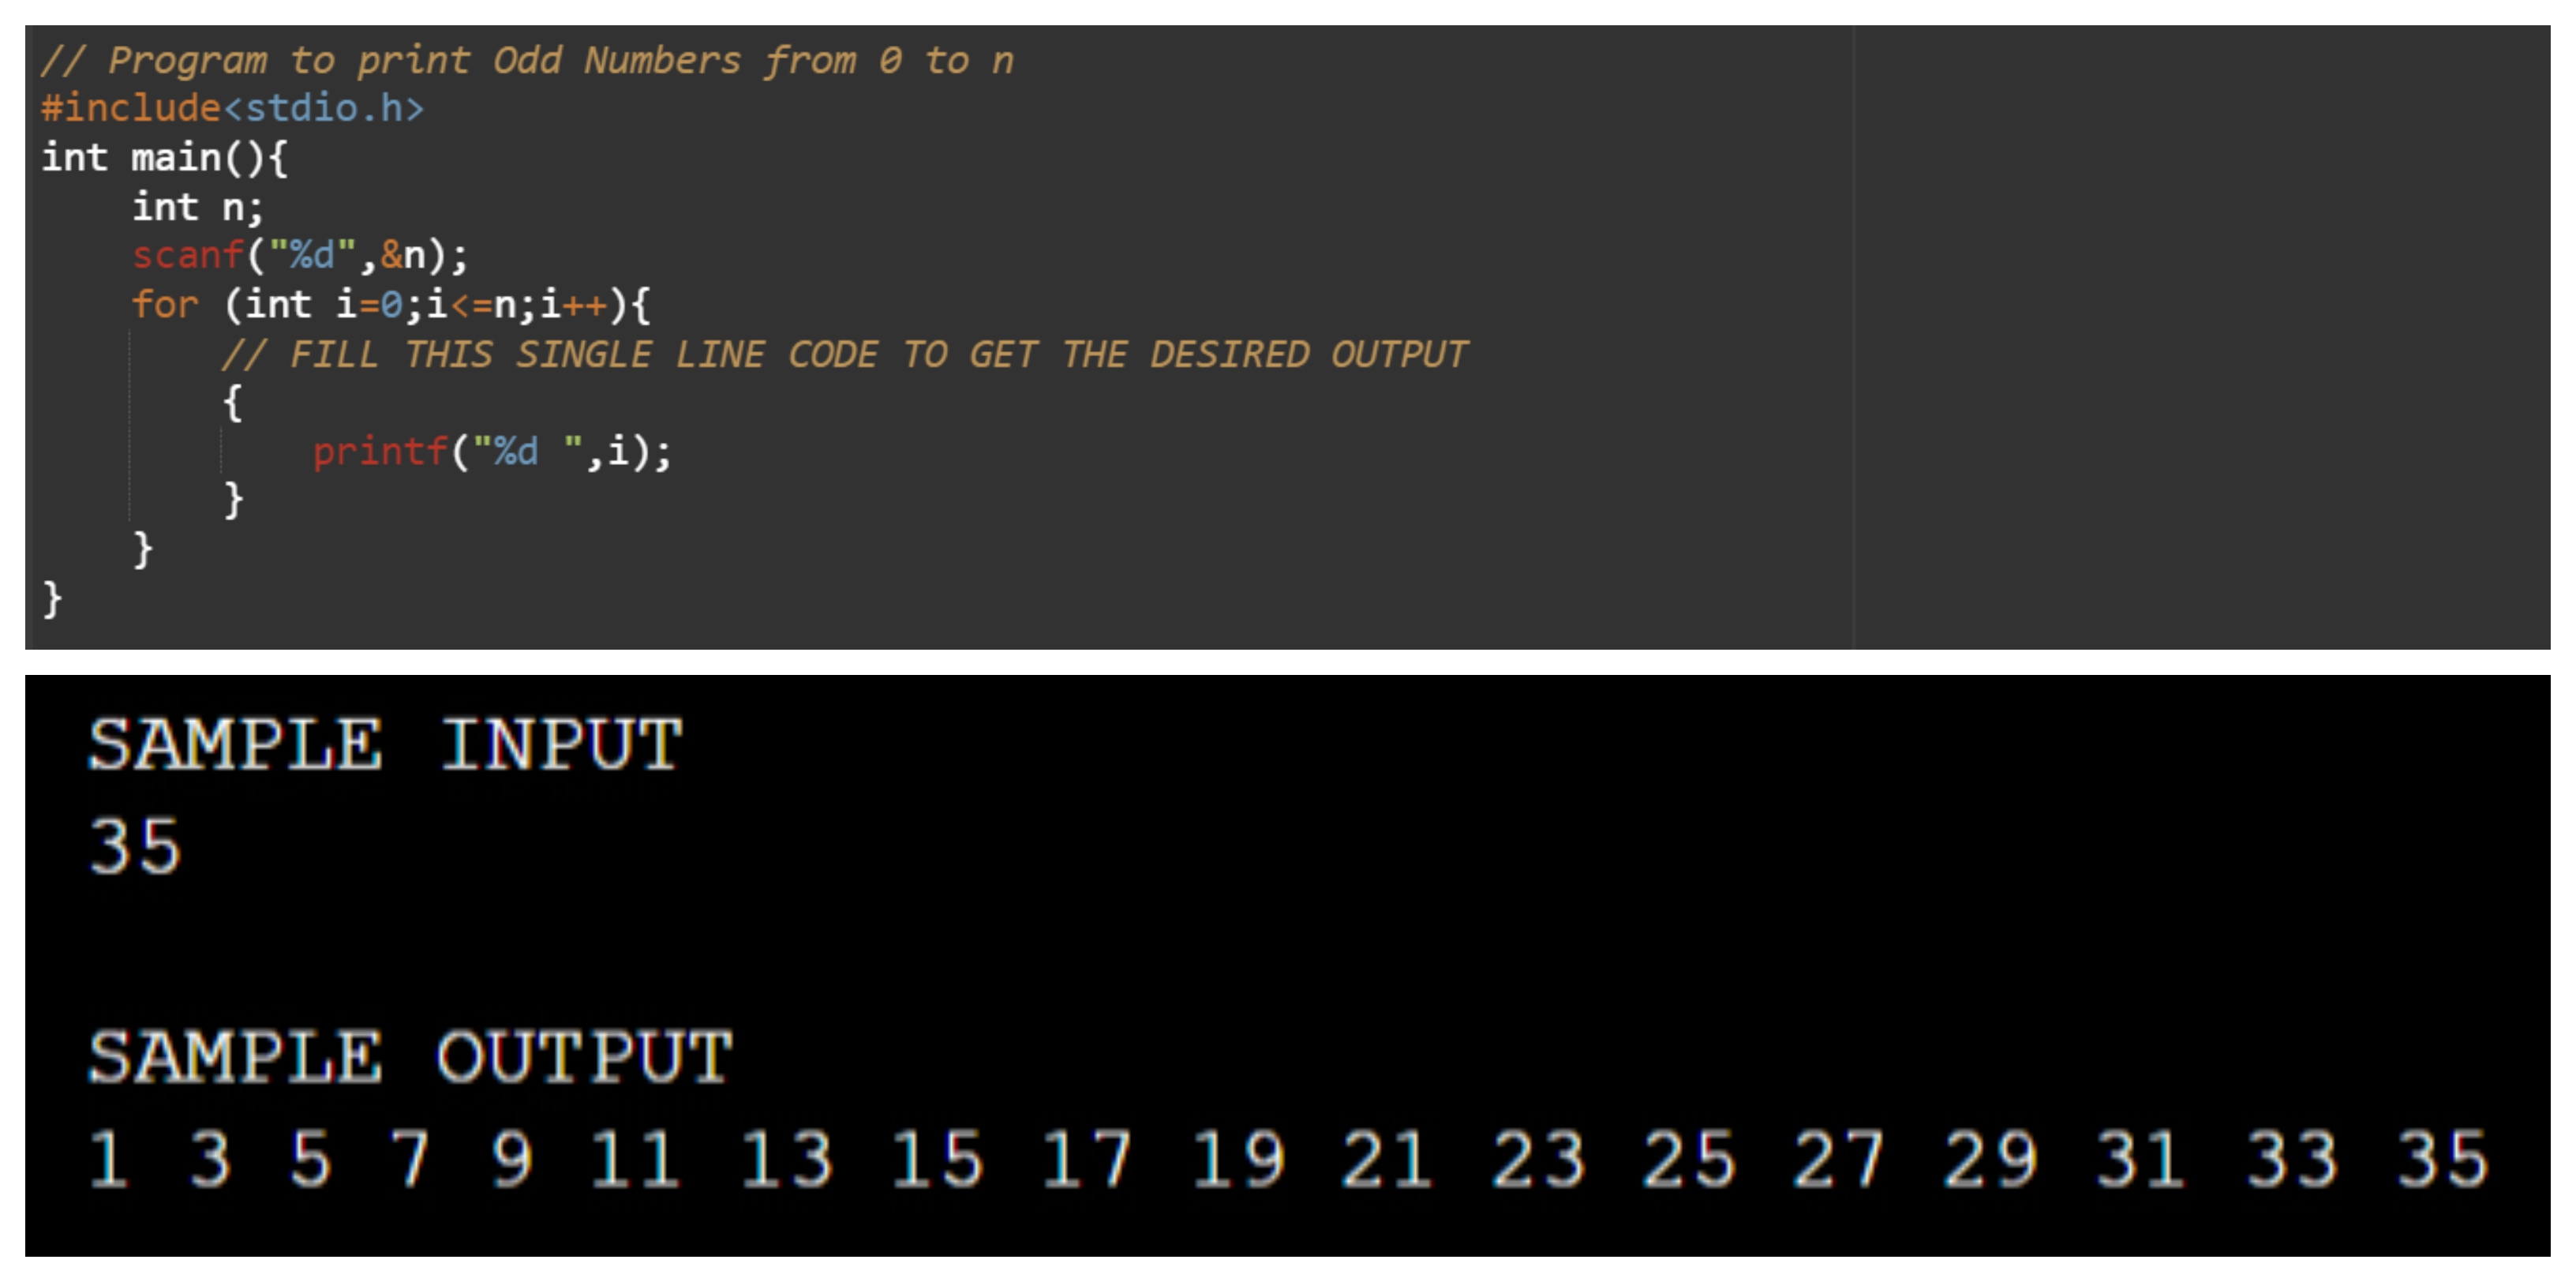 // Program to print Odd Numbers from 0 to n
#include<stdio.h>
int main(){
    int n;
    scanf("%d",&n);
    for (int i=0;i<=n;i++){
        // FILL THIS SINGLE LINE CODE TO GET THE DESIRED OUTPUT
        {
            printf("%d ",i);
        }
    }
}
SAMPLE INPUT
35
SAMPLE OUTPUT
1 3 5 7 9 11 13 15 17 19 21 23 25 27 29 31 33 35